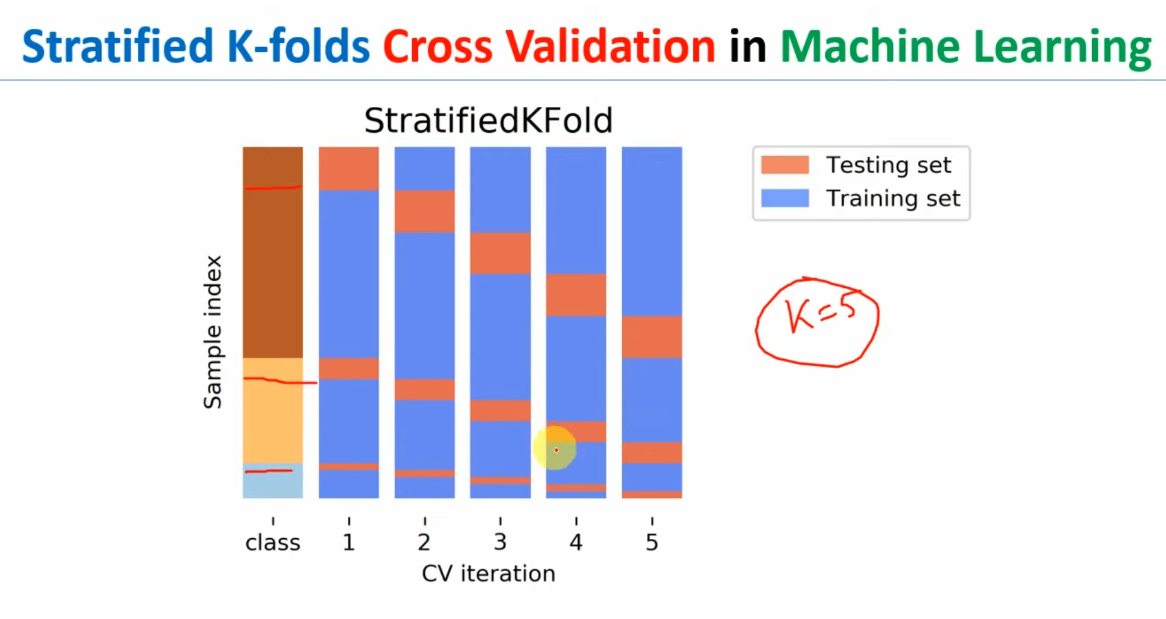 Stratified K-folds Cross Validation in Machine Learning
StratifiedKFold
Testing set
Training set
K=5
Sample index
class 1 2 3 4 5
CV iteration